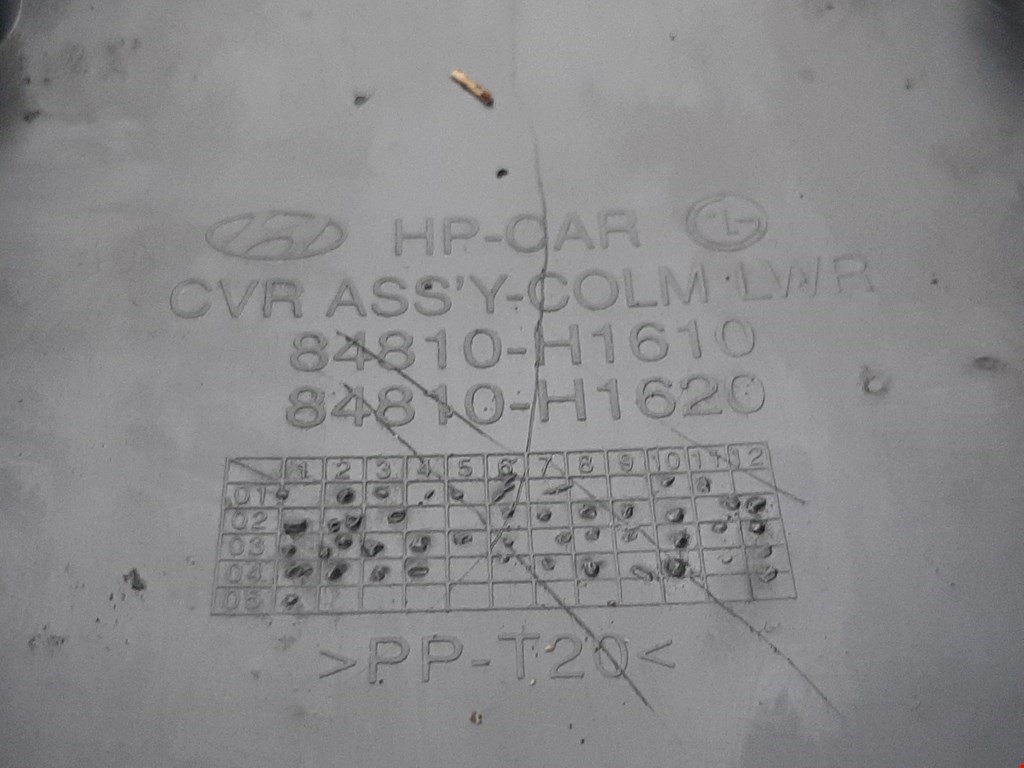 HP-CAR LG
CVR ASS'Y-COLM LWR
84810-H1610
84810-H1620
1 2 3 4 5 6 7 8 9 10 11 12
01
02
03
04
05
>PP-T20<